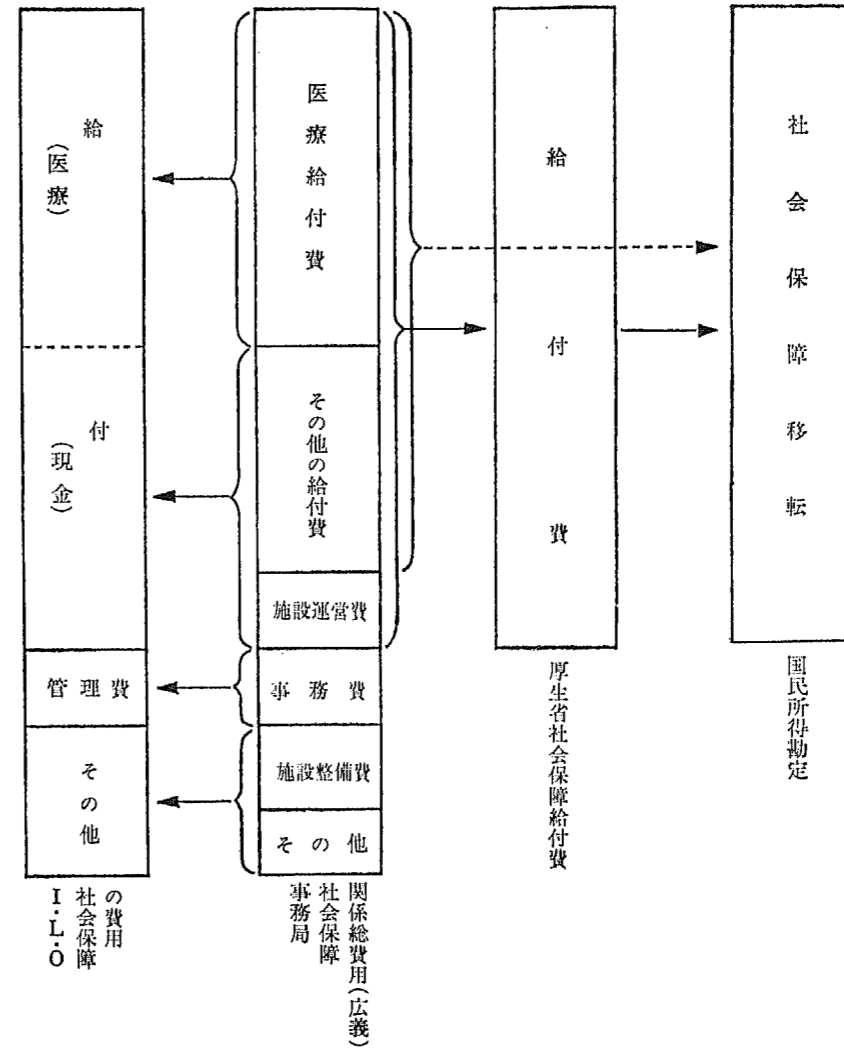 給付
(医療)
(現金)
管理費
その他
I・L・O
社会保障
の費用
医療給付費
その他の給付費
施設運営費
事務費
施設整備費
その他
事務局
社会保障
関係総費用(広義)
給付費
厚生省社会保障給付費
社会保障移転
国民所得勘定